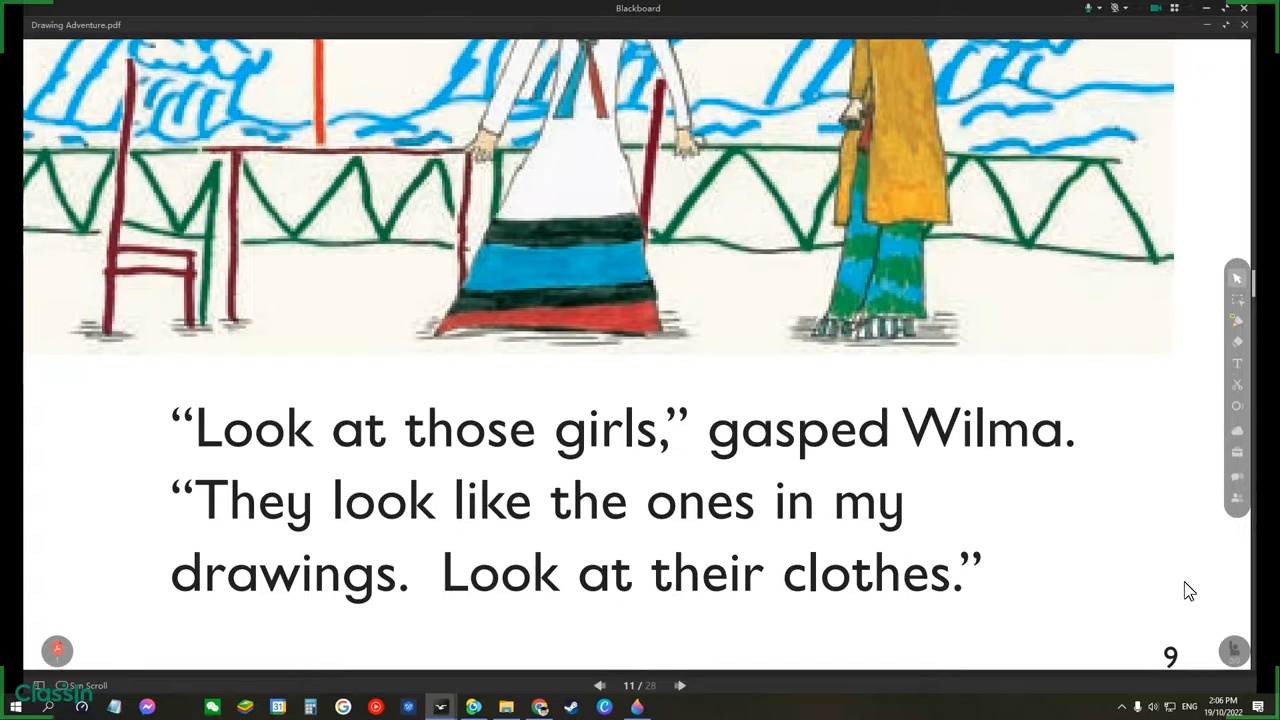 Blackboard
Drawing Adventure.pdf
“Look at those girls,” gasped Wilma.
“They look like the ones in my
drawings.  Look at their clothes.”
9
11 / 28
ClassIn
ENG
2:06 PM
19/10/2022